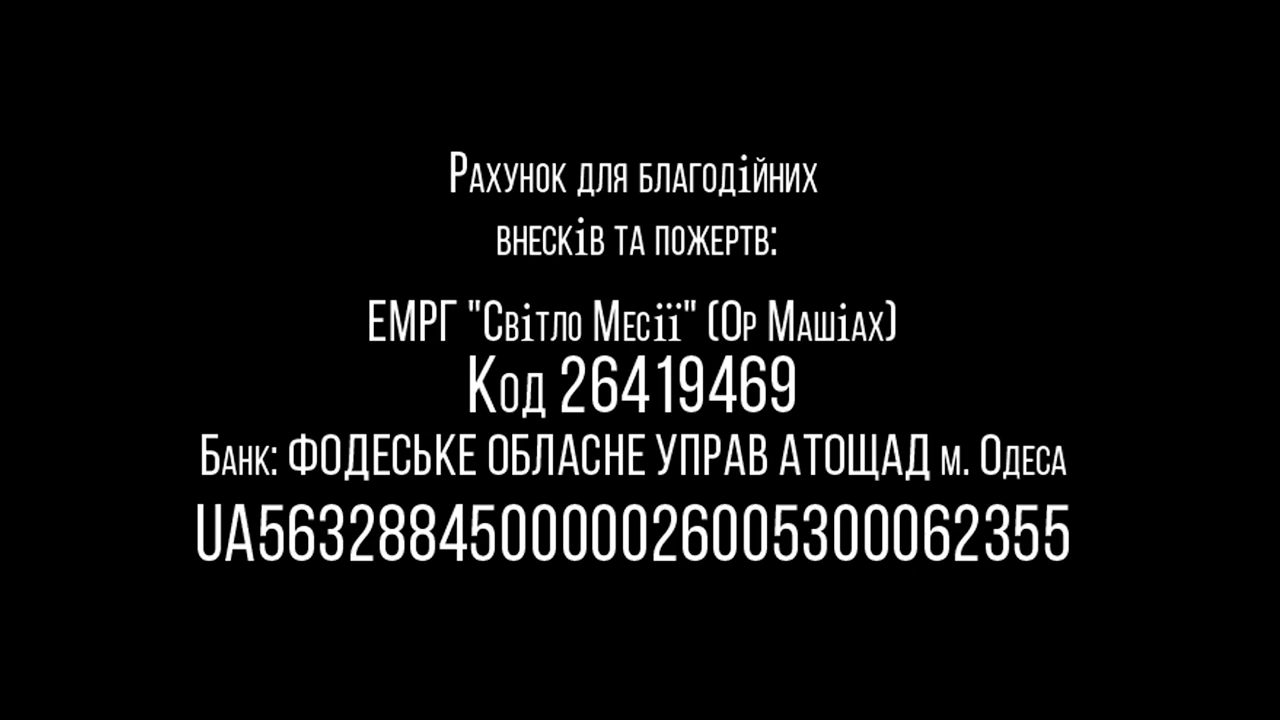 Рахунок для благодійних
внесків та пожертв:
ЕМРГ "Світло Месії" (Ор Машіах)
Код 26419469
Банк: ФОДЕСЬКЕ ОБЛАСНЕ УПРАВ АТОЩАД м. Одеса
UA563288450000026005300062355